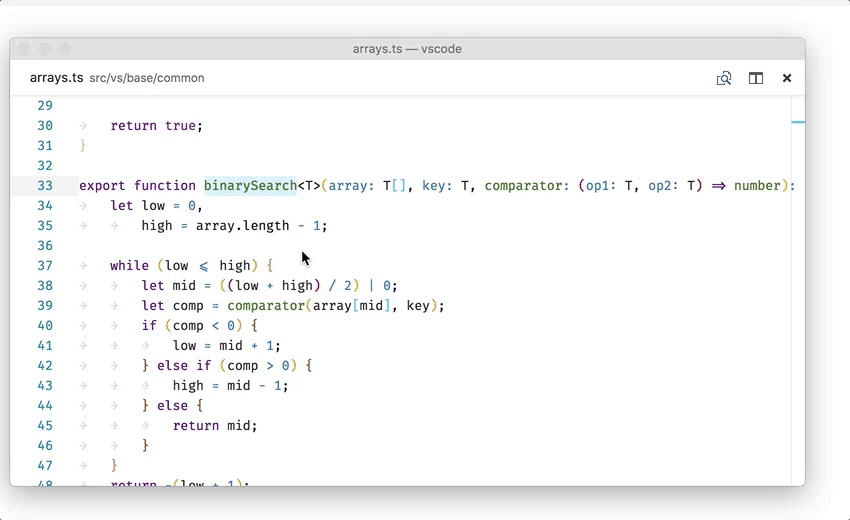 arrays.ts — vscode
arrays.ts src/vs/base/common
29
30 return true;
31 }
32
33 export function binarySearch<T>(array: T[], key: T, comparator: (op1: T, op2: T) => number):
34 let low = 0,
35 high = array.length - 1;
36
37 while (low <= high) {
38 let mid = ((low + high) / 2) | 0;
39 let comp = comparator(array[mid], key);
40 if (comp < 0) {
41 low = mid + 1;
42 } else if (comp > 0) {
43 high = mid - 1;
44 } else {
45 return mid;
46 }
47 }
48 return -(low + 1);